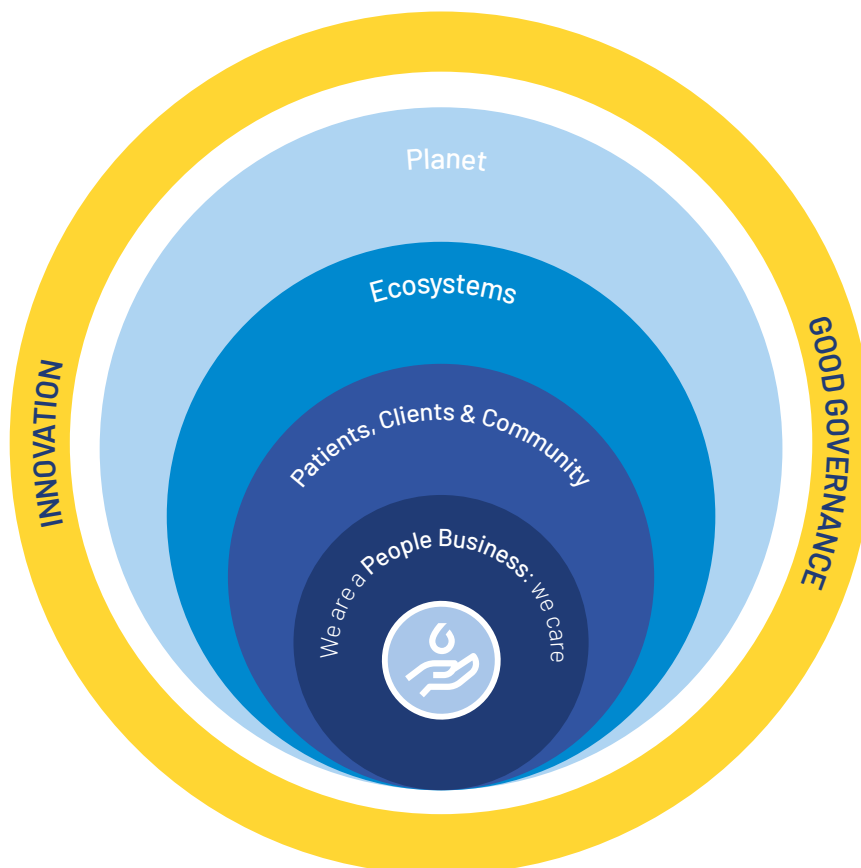 Planet
Ecosystems
Patients, Clients & Community
We are a People Business: we care
INNOVATION
GOOD GOVERNANCE